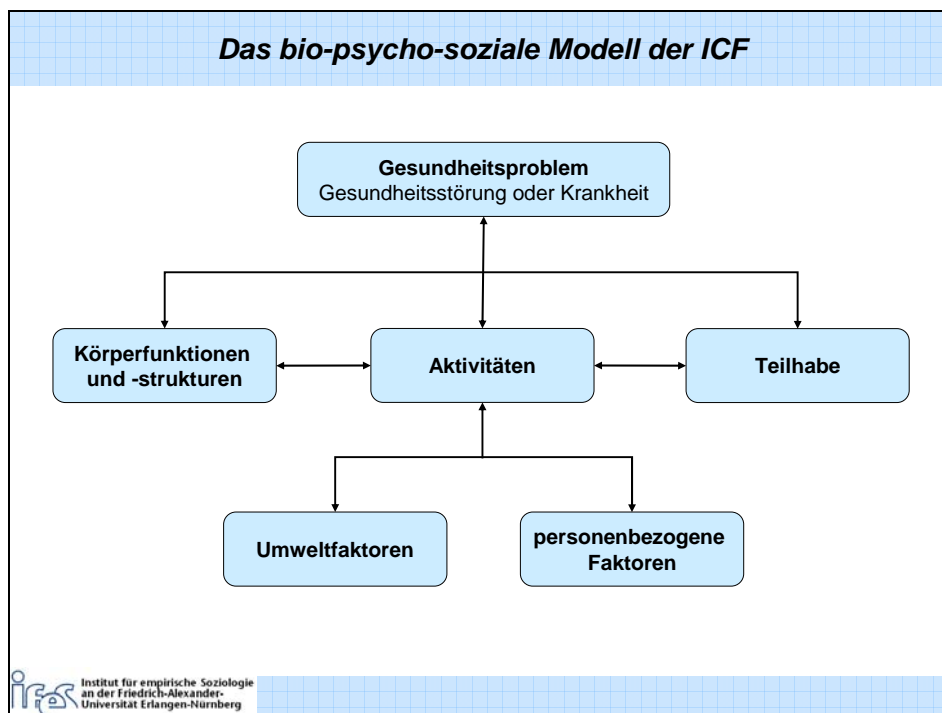 Das bio-psycho-soziale Modell der ICF
Gesundheitsproblem
Gesundheitsstörung oder Krankheit
Körperfunktionen
und -strukturen
Aktivitäten
Teilhabe
Umweltfaktoren
personenbezogene
Faktoren
ifes
Institut für empirische Soziologie
an der Friedrich-Alexander-
Universität Erlangen-Nürnberg